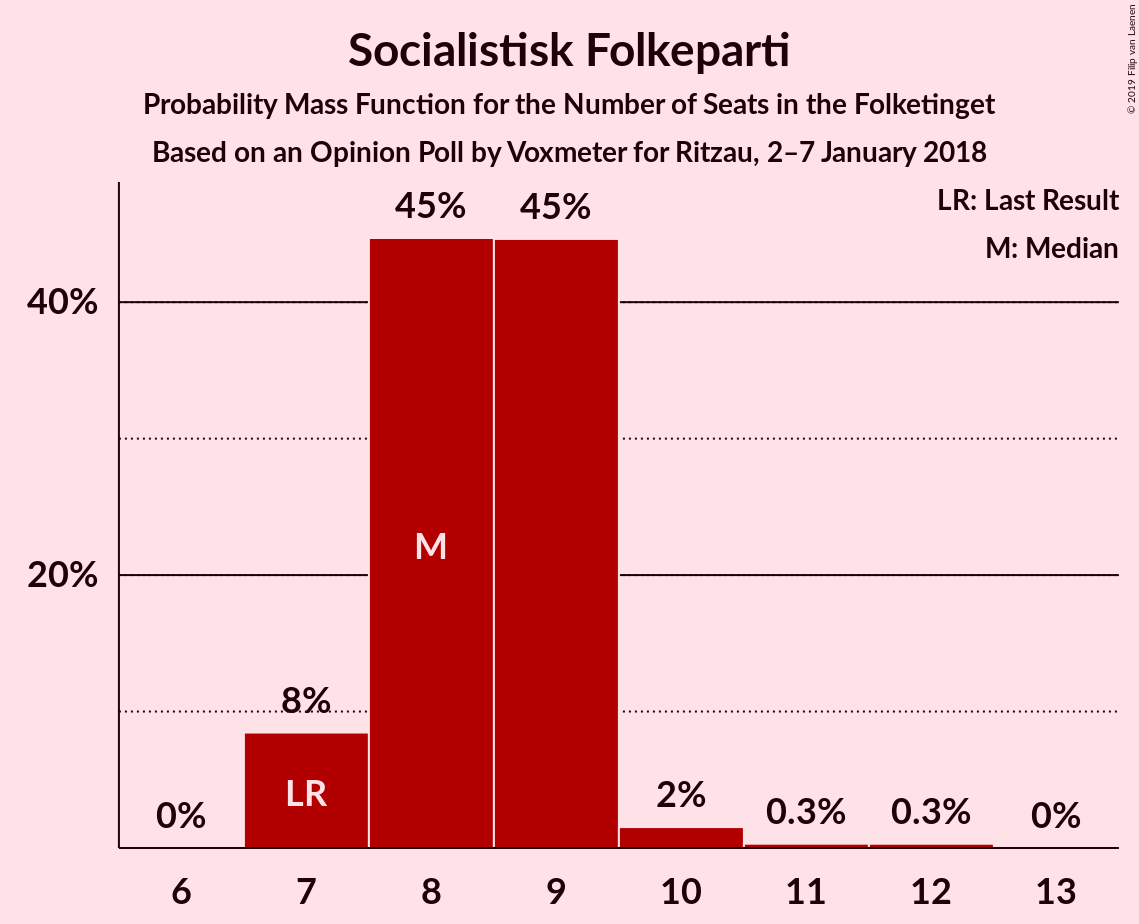 Socialistisk Folkeparti
Probability Mass Function for the Number of Seats in the Folketinget
Based on an Opinion Poll by Voxmeter for Ritzau, 2–7 January 2018
© 2019 Filip van Laenen
LR: Last Result
M: Median
45%
45%
40%
M
20%
8%
LR
0%
2%
0.3%
0.3%
0%
6
7
8
9
10
11
12
13